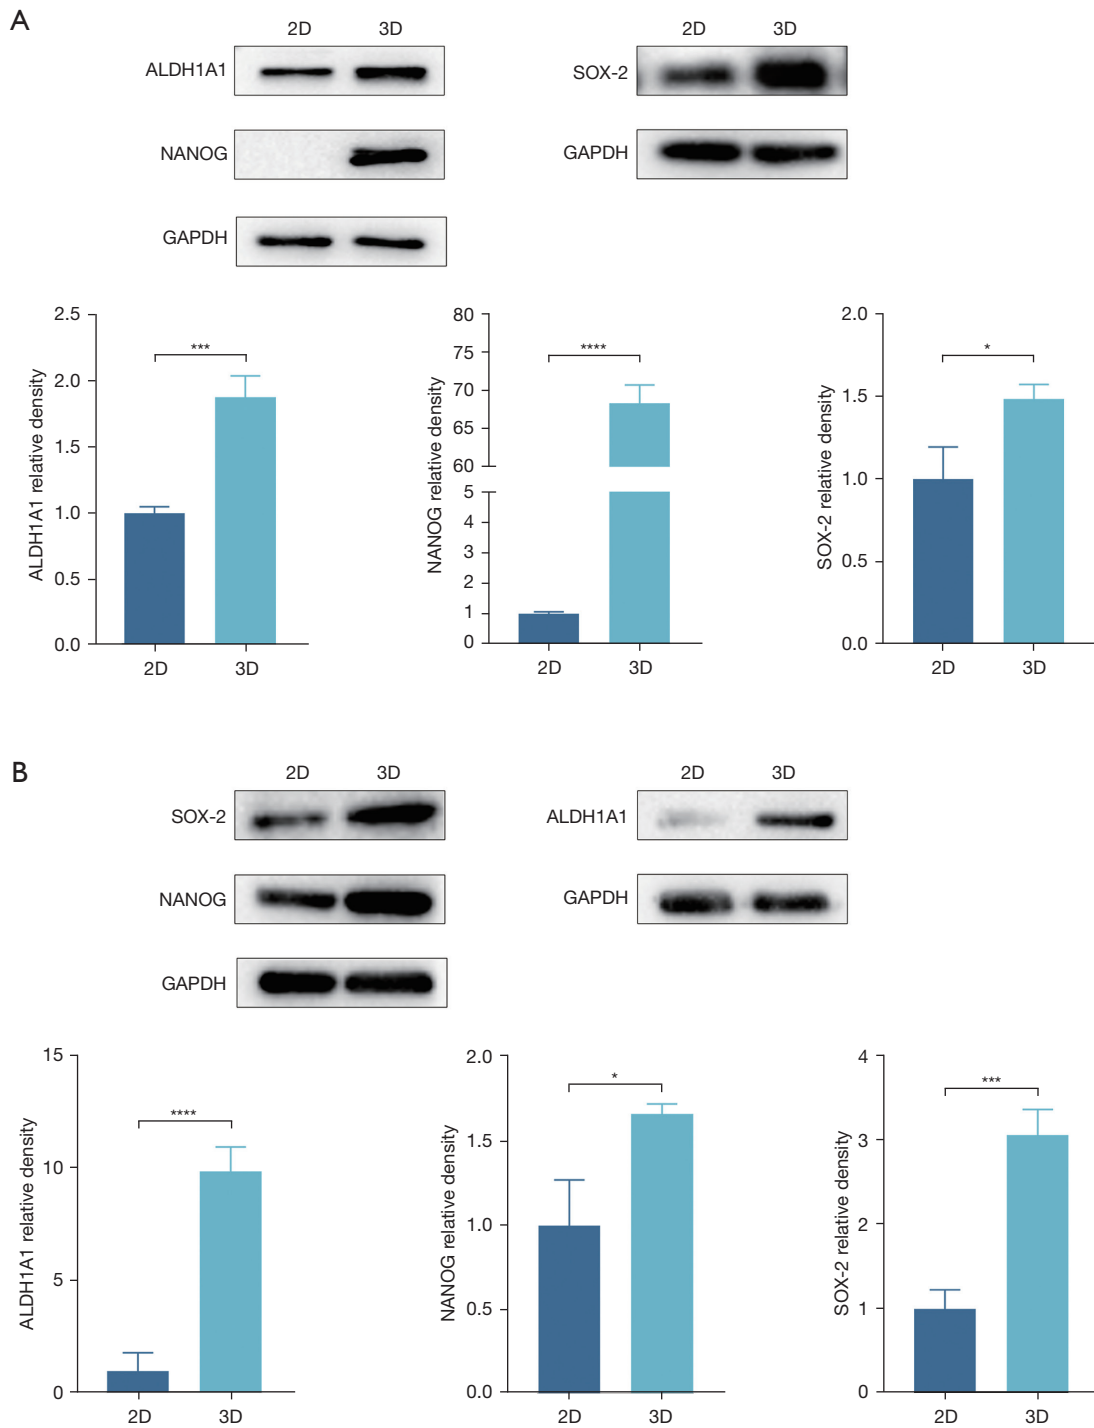 A
2D 3D
ALDH1A1
SOX-2
NANOG
GAPDH
GAPDH
ALDH1A1 relative density
2.5
2.0
1.5
1.0
0.5
0.0
***
2D 3D
NANOG relative density
80
75
70
65
60
5
4
3
2
1
0
****
2D 3D
SOX-2 relative density
2.0
1.5
1.0
0.5
0.0
*
2D 3D
2D 3D
B
2D 3D
2D 3D
SOX-2
ALDH1A1
NANOG
GAPDH
GAPDH
ALDH1A1 relative density
15
10
5
0
****
2D 3D
NANOG relative density
2.0
1.5
1.0
0.5
0.0
*
2D 3D
SOX-2 relative density
4
3
2
1
0
***
2D 3D